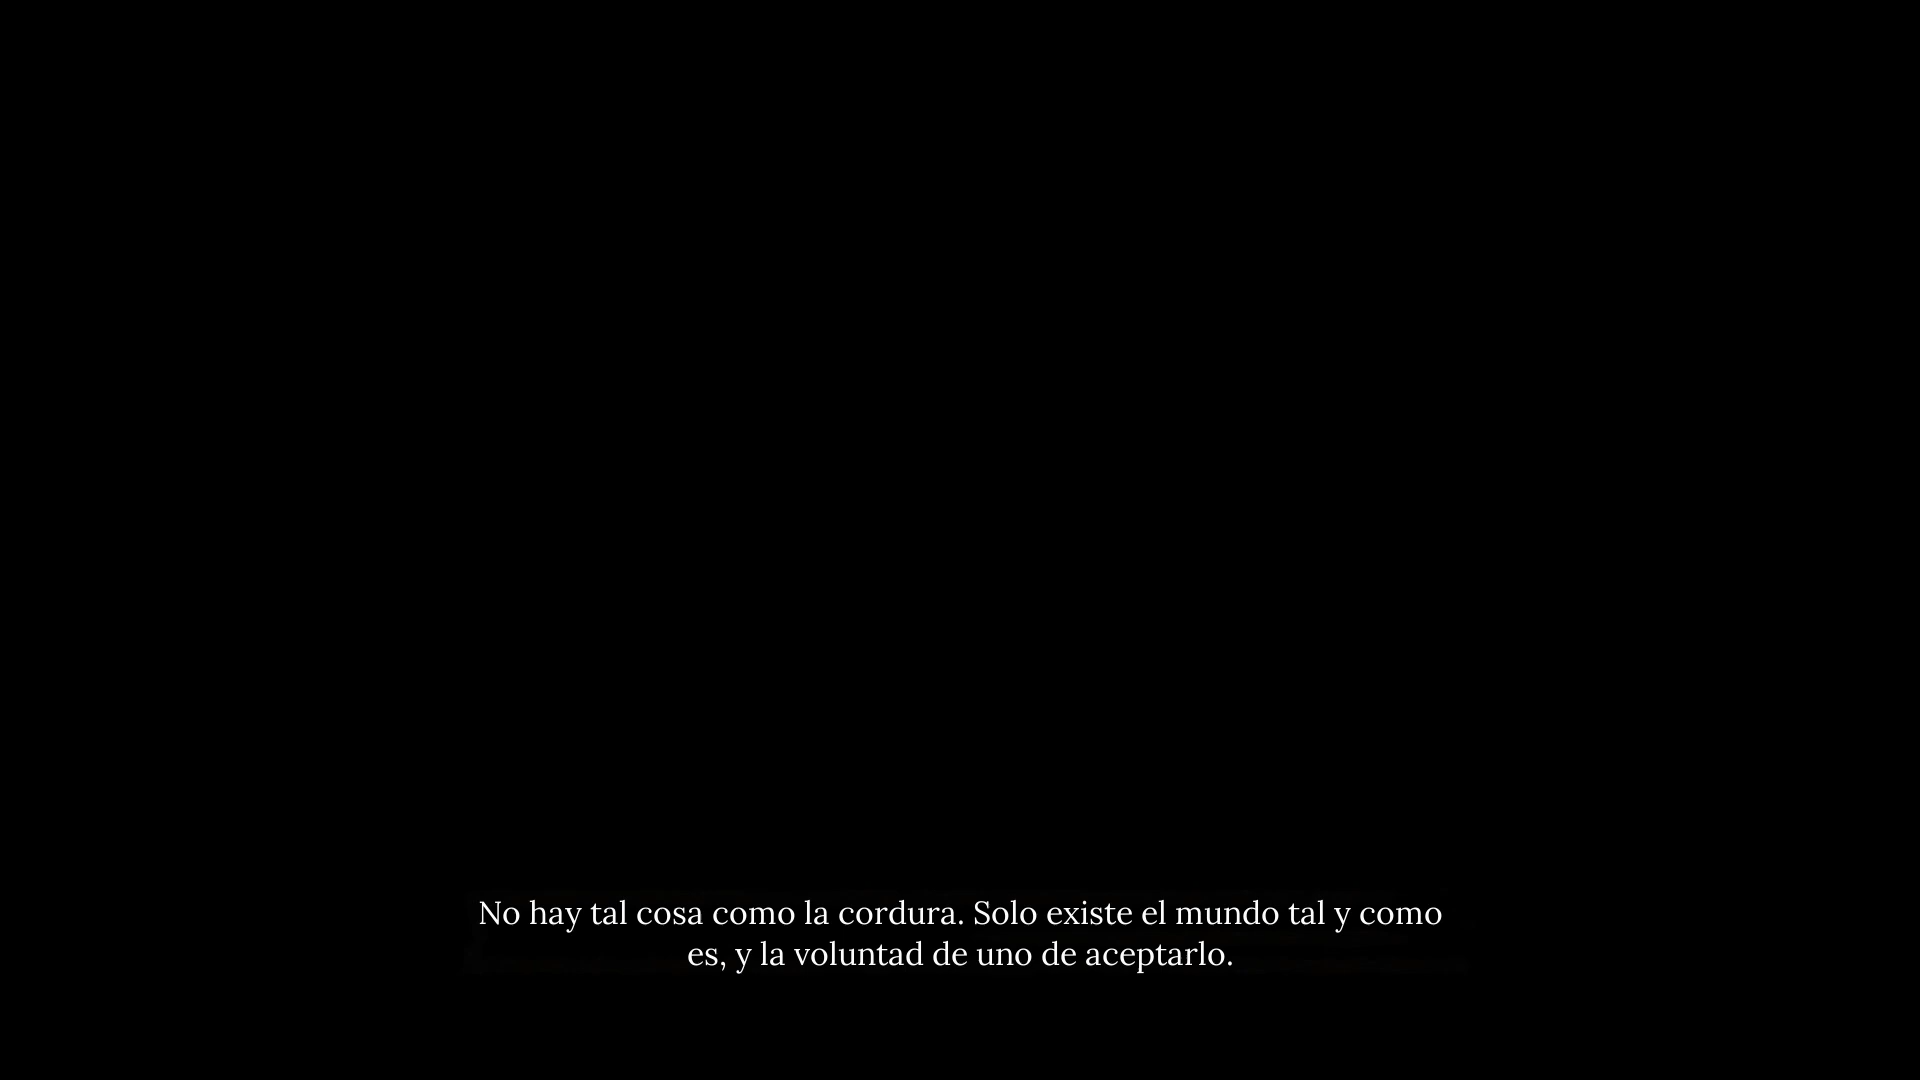 No hay tal cosa como la cordura. Solo existe el mundo tal y como
es, y la voluntad de uno de aceptarlo.